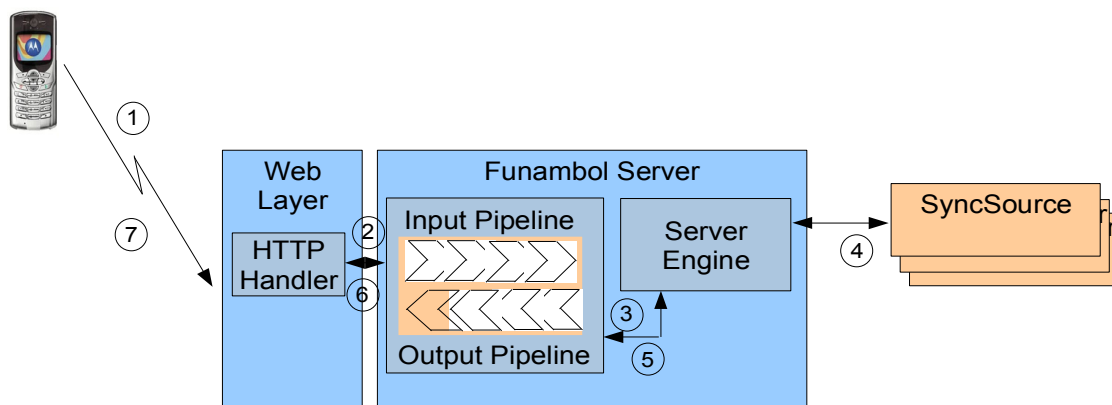 1
7
Web
Layer
HTTP
Handler
2
6
Funambol Server
Input Pipeline
Output Pipeline
Server
Engine
3
5
4
SyncSource